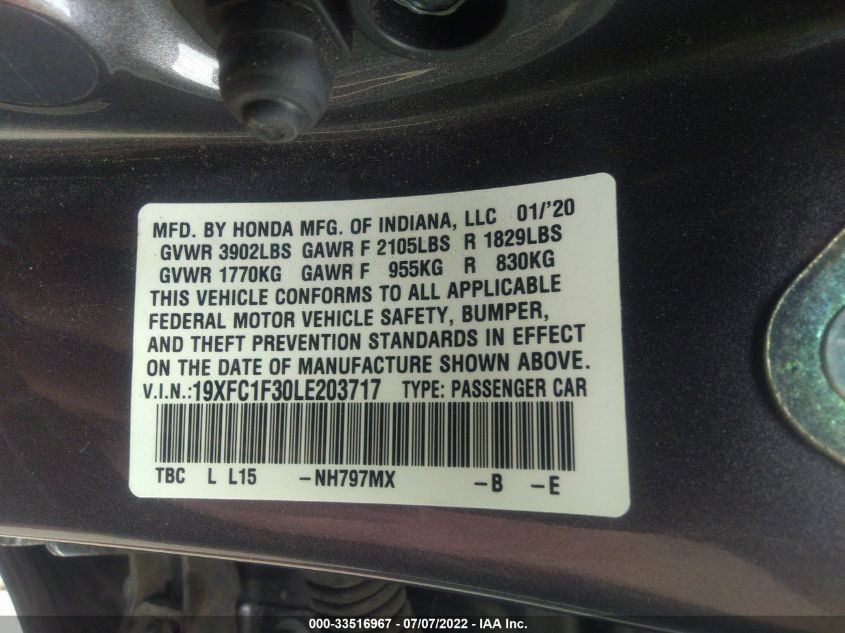 MFD. BY HONDA MFG. OF INDIANA, LLC 01/'20
GVWR 3902LBS GAWR F 2105LBS R 1829LBS
GVWR 1770KG GAWR F 955KG R 830KG
THIS VEHICLE CONFORMS TO ALL APPLICABLE
FEDERAL MOTOR VEHICLE SAFETY, BUMPER,
AND THEFT PREVENTION STANDARDS IN EFFECT
ON THE DATE OF MANUFACTURE SHOWN ABOVE.
V.I.N.:19XFC1F30LE203717 TYPE: PASSENGER CAR
TBC L L15 -NH797MX -B -E
000-33516967 - 07/07/2022 - IAA Inc.